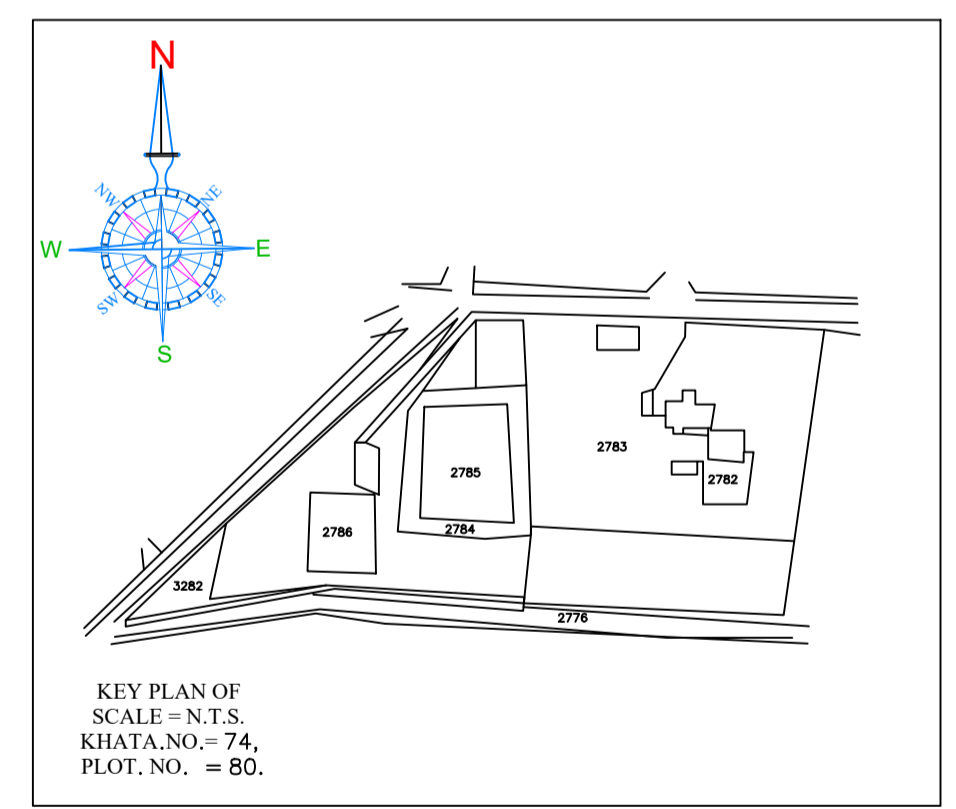 N
NW
NE
W
E
SW
SE
S
2783
2785
2782
2784
2786
3282
2776
KEY PLAN OF
SCALE = N.T.S.
KHATA.NO.= 74,
PLOT. NO. = 80.